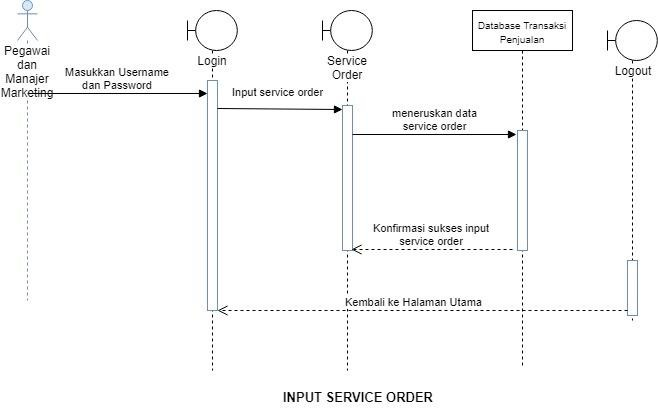 Pegawai
dan
Manajer
Marketing
Login
Service
Order
Database Transaksi
Penjualan
Logout
Masukkan Username
dan Password
Input service order
meneruskan data
service order
Konfirmasi sukses input
service order
Kembali ke Halaman Utama
INPUT SERVICE ORDER